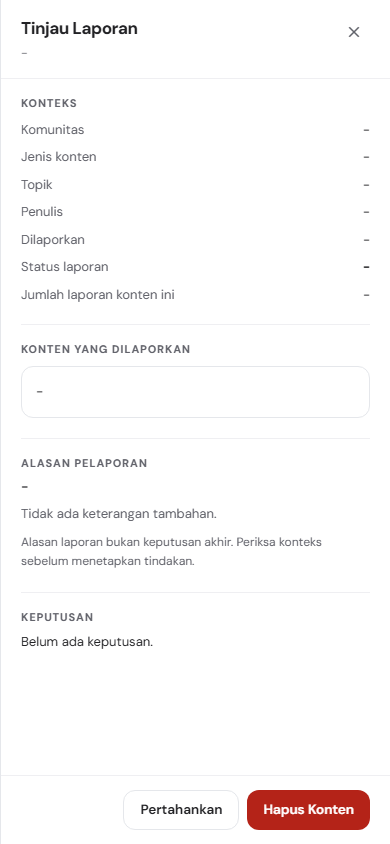 Tinjau Laporan
-
KONTEKS
Komunitas -
Jenis konten -
Topik -
Penulis -
Dilaporkan -
Status laporan -
Jumlah laporan konten ini -
KONTEN YANG DILAPORKAN
-
ALASAN PELAPORAN
-
Tidak ada keterangan tambahan.
Alasan laporan bukan keputusan akhir. Periksa konteks
sebelum menetapkan tindakan.
KEPUTUSAN
Belum ada keputusan.
Pertahankan Hapus Konten